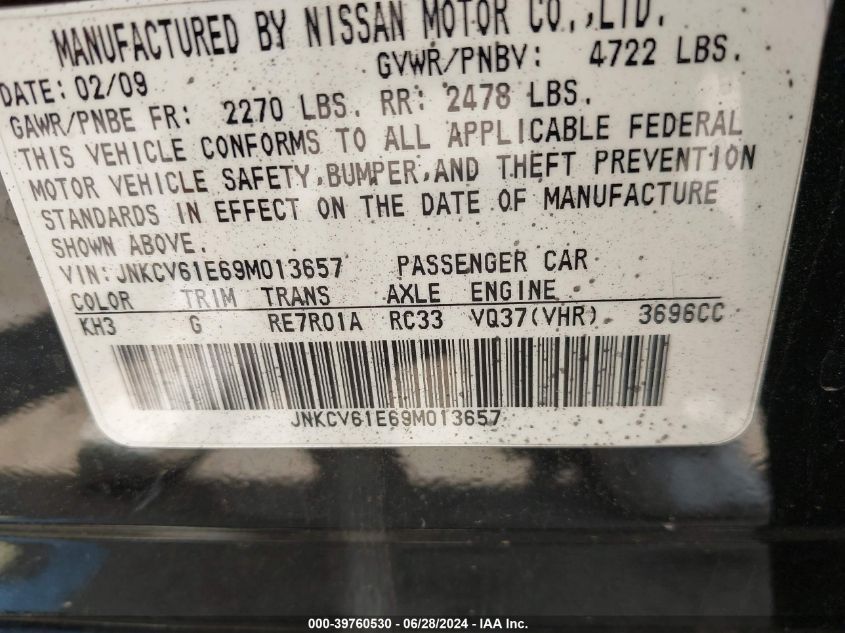 MANUFACTURED BY NISSAN MOTOR CO.,LTD.
DATE: 02/09 GVWR/PNBV: 4722 LBS.
GAWR/PNBE FR: 2270 LBS. RR: 2478 LBS.
THIS VEHICLE CONFORMS TO ALL APPLICABLE FEDERAL
MOTOR VEHICLE SAFETY,BUMPER,AND THEFT PREVENTION
STANDARDS IN EFFECT ON THE DATE OF MANUFACTURE
SHOWN ABOVE.
VIN: JNKCV61E69M013657 PASSENGER CAR
COLOR TRIM TRANS AXLE ENGINE
KH3 G RE7R01A RC33 VQ37(VHR) 3696CC
JNKCV61E69M013657
000-39760530 - 06/28/2024 - IAA Inc.